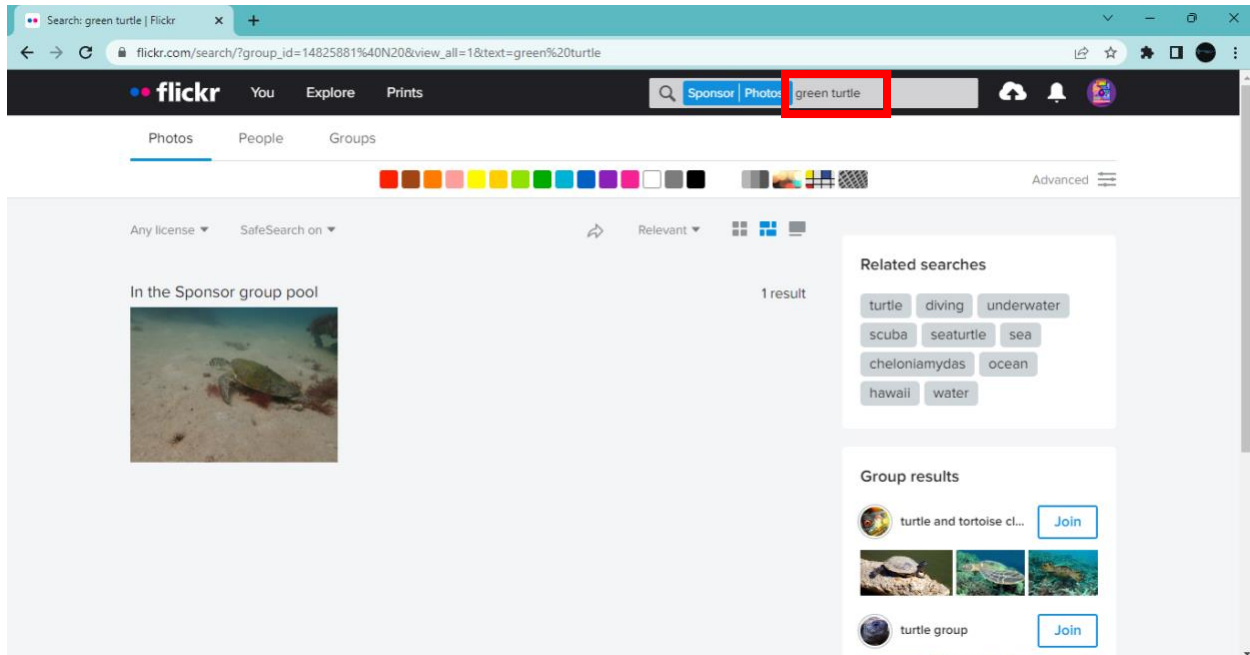 Search: green turtle | Flickr
flickr.com/search/?group_id=14825881%40N20&view_all=1&text=green%20turtle
flickr You Explore Prints Sponsor Photos green turtle
Photos People Groups
Advanced
Any license SafeSearch on Relevant
In the Sponsor group pool 1 result
Related searches
turtle diving underwater
scuba seaturtle sea
cheloniamydas ocean
hawaii water
Group results
turtle and tortoise cl... Join
turtle group Join